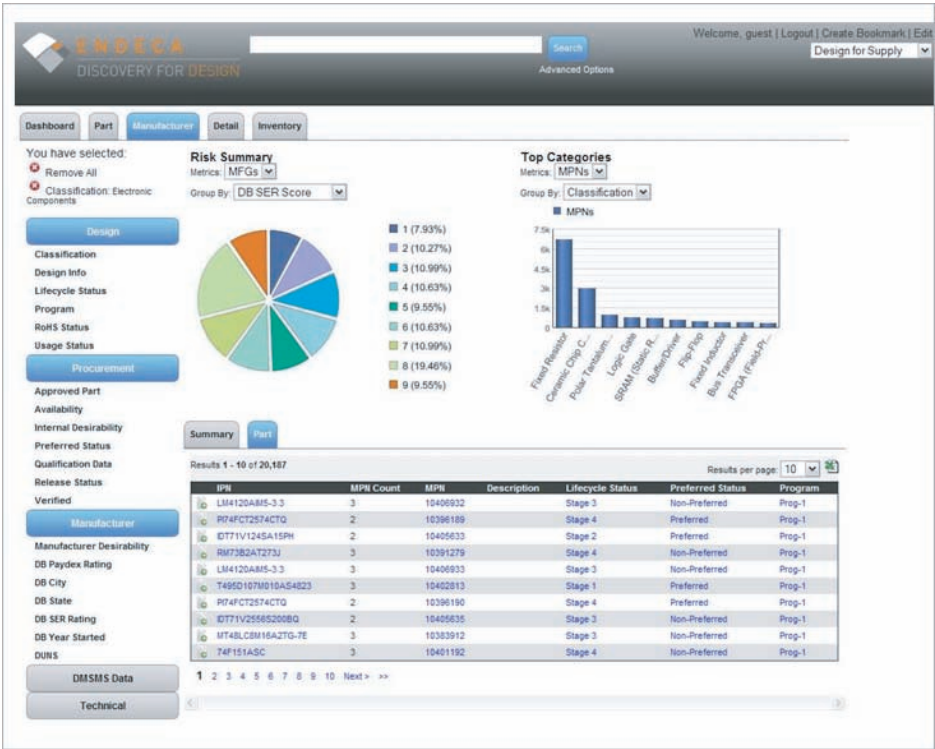 Welcome, guest | Logout | Create Bookmark | Edit
ENDECA
DISCOVERY FOR DESIGN
Search
Advanced Options
Design for Supply
Dashboard
Part
Manufacturer
Detail
Inventory
You have selected:
Remove All
Classification: Electronic
Components
Design
Classification
Design Info
Lifecycle Status
Program
RoHS Status
Usage Status
Procurement
Approved Part
Availability
Internal Desirability
Preferred Status
Qualification Data
Release Status
Verified
Manufacturer
Manufacturer Desirability
DB Paydex Rating
DB City
DB State
DB SER Rating
DB Year Started
DUNS
DMSMS Data
Technical
Risk Summary
Metrics: MFGs
Group By: DB SER Score
1 (7.93%)
2 (10.27%)
3 (10.99%)
4 (10.63%)
5 (9.55%)
6 (10.63%)
7 (10.99%)
8 (19.46%)
9 (9.55%)
Top Categories
Metrics: MPNs
Group By: Classification
MPNs
7.5k
6k
4.5k
3k
1.5k
0
Fixed Resistor
Ceramic Chip C...
Polar Tantalum...
Logic Gate
SRAM (Static R...
Buffer/Driver
Flip-Flop
Fixed Inductor
Bus Transceiver
FPGA (Field-Pr...
Summary
Part
Results 1 - 10 of 20,187
Results per page: 10
IPN MPN Count MPN Description Lifecycle Status Preferred Status Program
LM4120AIM5-3.3 3 10406932 Stage 3 Non-Preferred Prog-1
PI74FCT2574CTQ 2 10396189 Stage 4 Preferred Prog-1
IDT71V124SA15PH 2 10405633 Stage 2 Preferred Prog-1
RM73B2AT273J 3 10391279 Stage 4 Non-Preferred Prog-1
LM4120AIM5-3.3 3 10406933 Stage 3 Non-Preferred Prog-1
T495D107M010AS4823 3 10402813 Stage 1 Preferred Prog-1
PI74FCT2574CTQ 2 10396190 Stage 4 Preferred Prog-1
IDT71V2556S200BQ 2 10405635 Stage 3 Non-Preferred Prog-1
MT48LC8M16A2TG-7E 3 10383912 Stage 3 Non-Preferred Prog-1
74F151ASC 3 10401192 Stage 4 Non-Preferred Prog-1
1 2 3 4 5 6 7 8 9 10 Next > >>